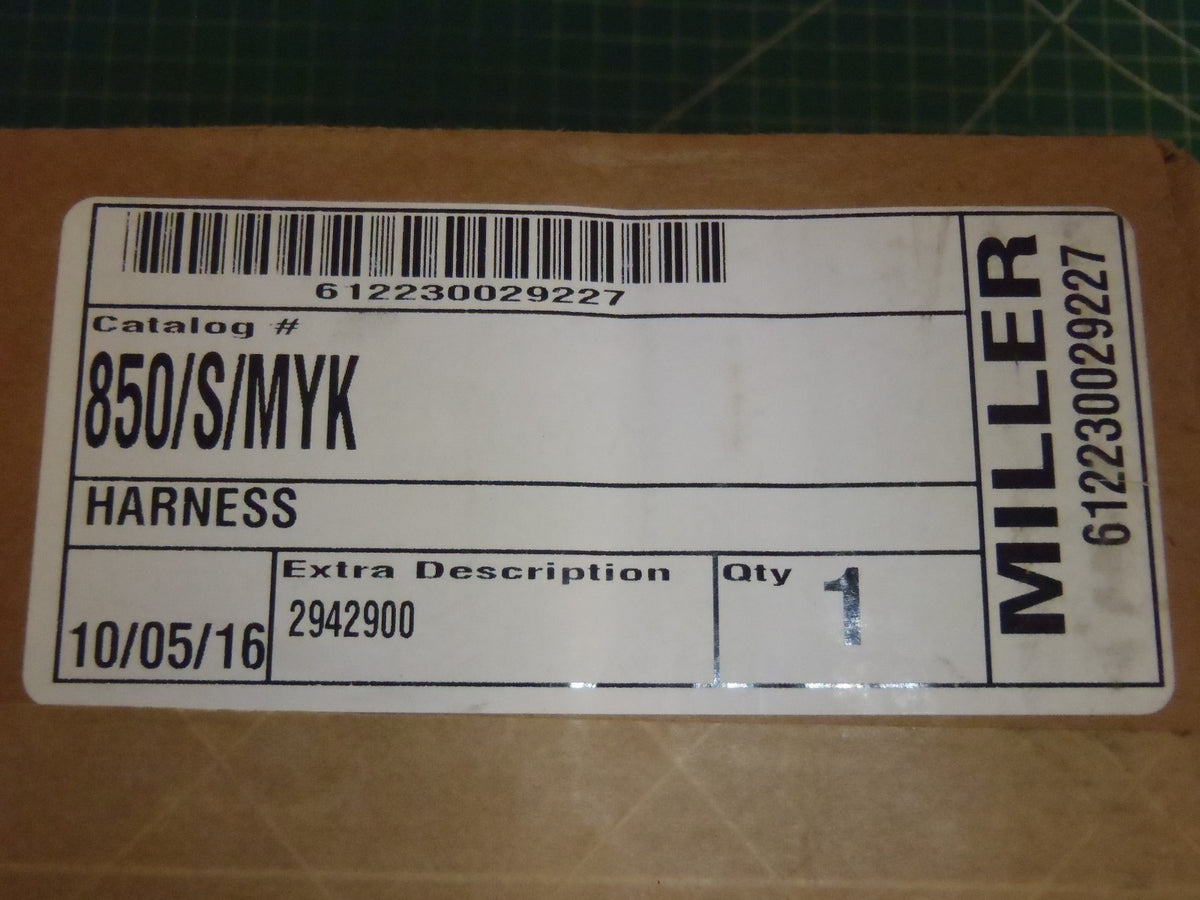 612230029227
Catalog #
850/S/MYK
HARNESS
10/05/16
Extra Description
2942900
Qty
1
MILLER
612230029227